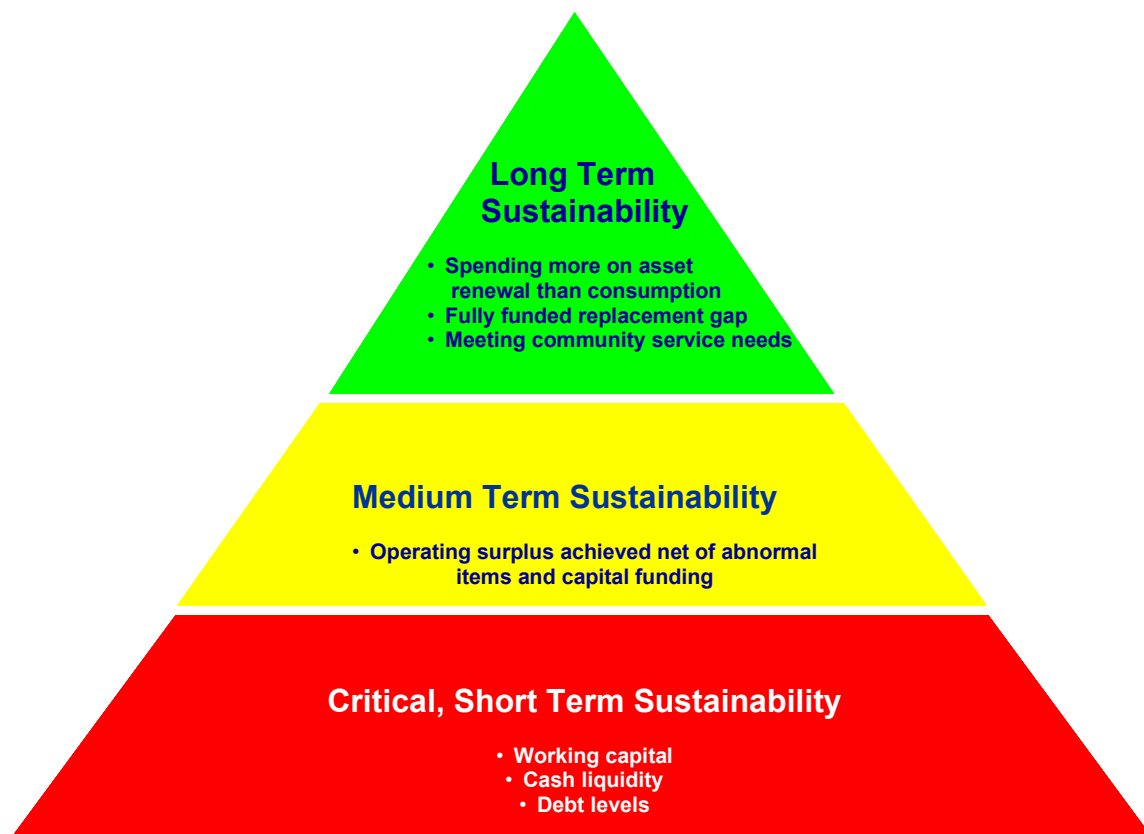 Long Term
Sustainability
• Spending more on asset
renewal than consumption
• Fully funded replacement gap
• Meeting community service needs
Medium Term Sustainability
• Operating surplus achieved net of abnormal
items and capital funding
Critical, Short Term Sustainability
• Working capital
• Cash liquidity
• Debt levels